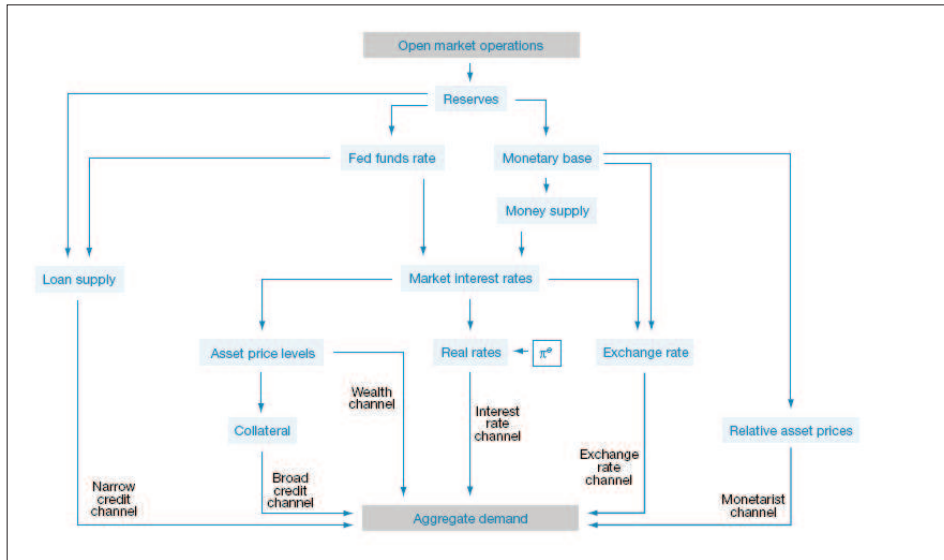 Open market operations
Reserves
Fed funds rate
Monetary base
Money supply
Loan supply
Market interest rates
Asset price levels
Real rates
πᵉ
Exchange rate
Wealth
channel
Interest
rate
channel
Collateral
Relative asset prices
Exchange
rate
channel
Narrow
credit
channel
Broad
credit
channel
Monetarist
channel
Aggregate demand